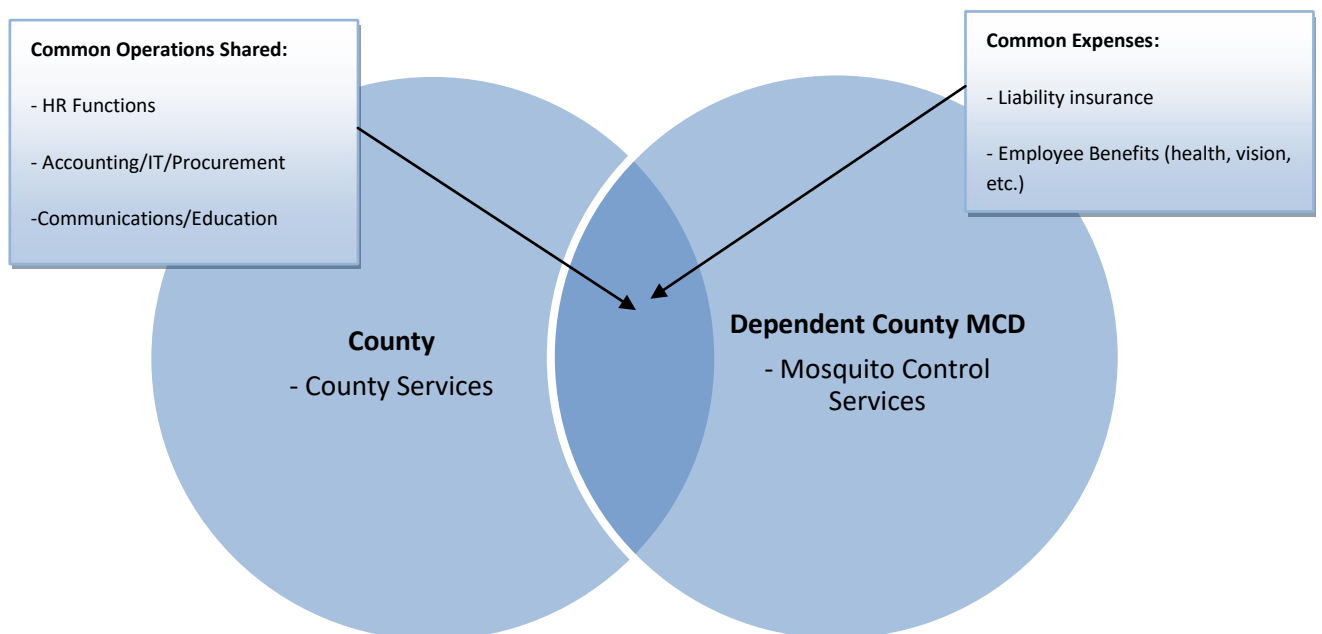 Common Operations Shared:
- HR Functions
- Accounting/IT/Procurement
-Communications/Education
Common Expenses:
- Liability insurance
- Employee Benefits (health, vision,
etc.)
County
- County Services
Dependent County MCD
- Mosquito Control
Services